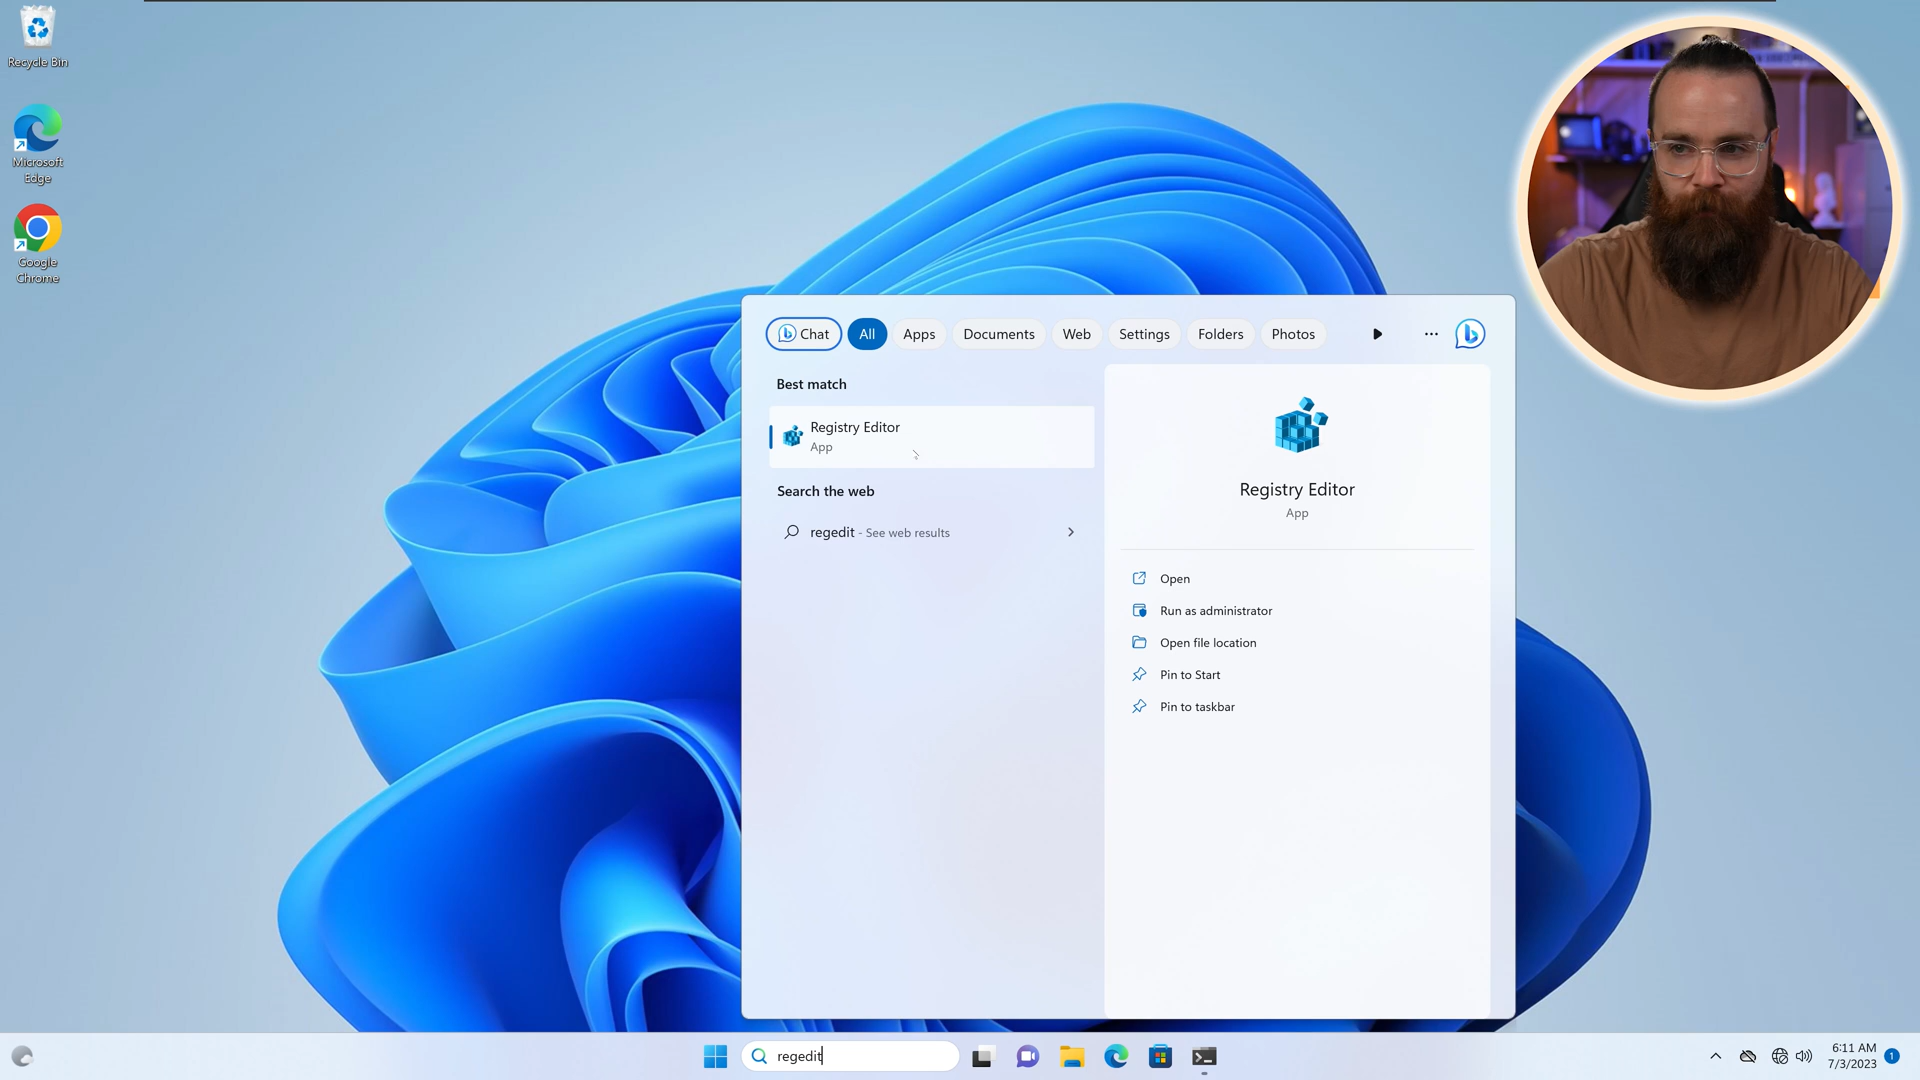 Recycle Bin
Microsoft
Edge
Google
Chrome
Chat
All
Apps
Documents
Web
Settings
Folders
Photos
Best match
Registry Editor
App
Search the web
regedit - See web results
Registry Editor
App
Open
Run as administrator
Open file location
Pin to Start
Pin to taskbar
regedit
6:11 AM
7/3/2023
1